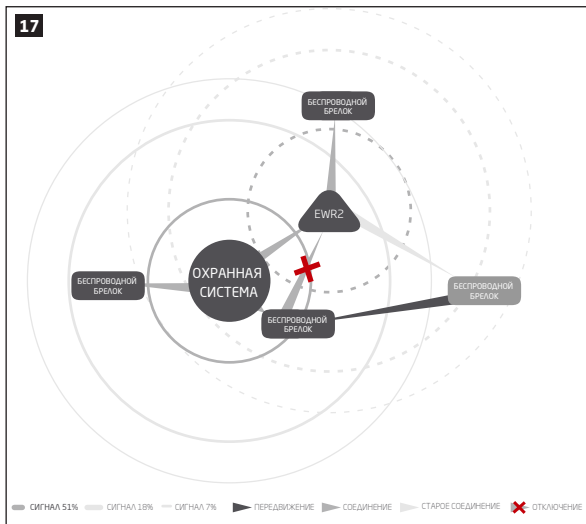 17
БЕСПРОВОДНОЙ
БРЕЛОК
EWR2
ОХРАННАЯ
СИСТЕМА
БЕСПРОВОДНОЙ
БРЕЛОК
БЕСПРОВОДНОЙ
БРЕЛОК
БЕСПРОВОДНОЙ
БРЕЛОК
СИГНАЛ 51% СИГНАЛ 18% СИГНАЛ 7% ПЕРЕДВИЖЕНИЕ СОЕДИНЕНИЕ СТАРОЕ СОЕДИНЕНИЕ ОТКЛЮЧЕНИЕ